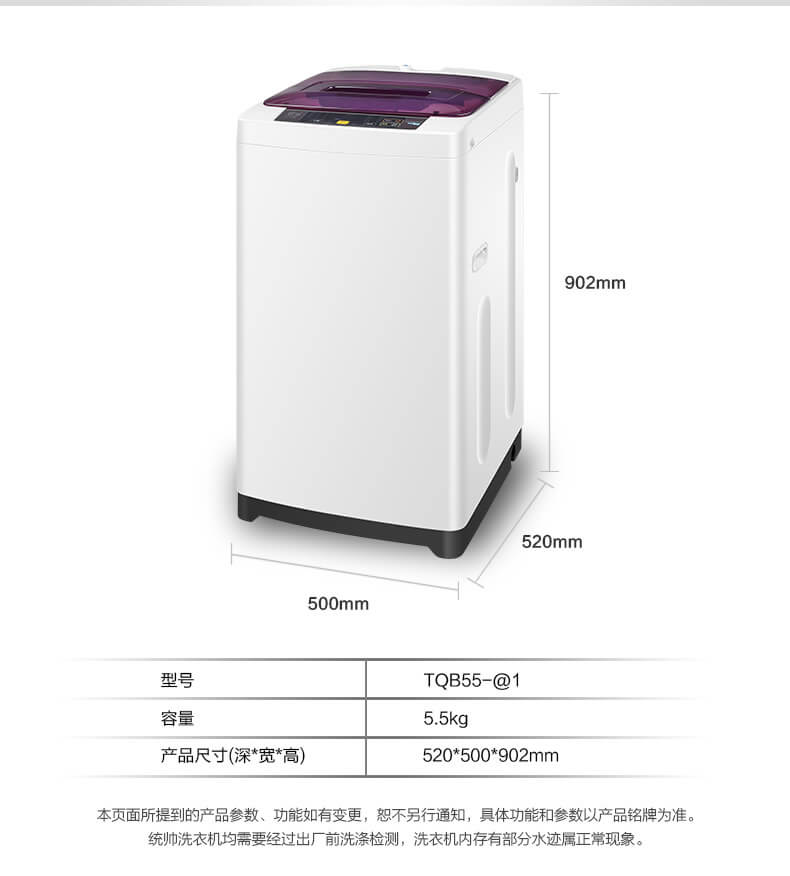 902mm
520mm
500mm
型号 TQB55-@1
容量 5.5kg
产品尺寸(深*宽*高) 520*500*902mm
本页面所提到的产品参数、功能如有变更，恕不另行通知，具体功能和参数以产品铭牌为准。
统帅洗衣机均需要经过出厂前洗涤检测，洗衣机内存有部分水迹属正常现象。